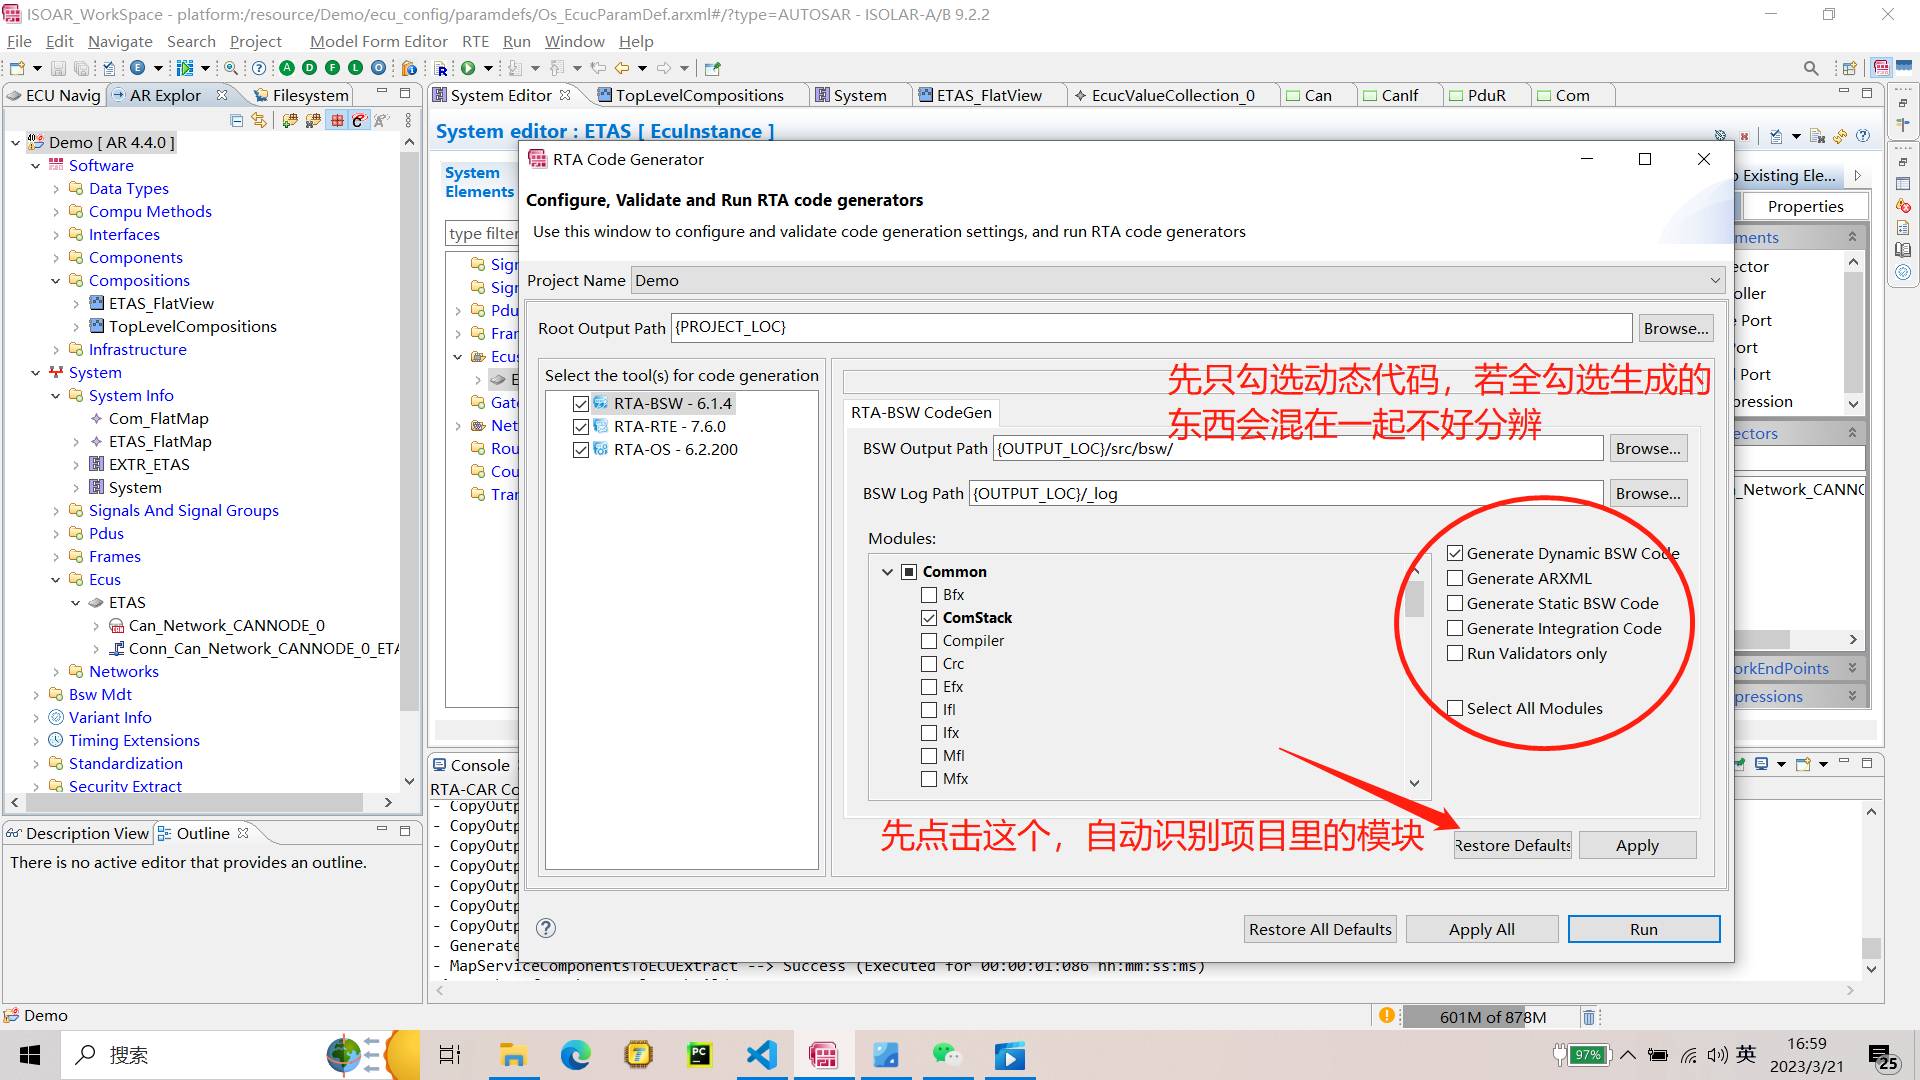 ISOAR_WorkSpace - platform:/resource/Demo/ecu_config/paramdefs/Os_EcucParamDef.arxml#/?type=AUTOSAR - ISOLAR-A/B 9.2.2
File Edit Navigate Search Project Model Form Editor RTE Run Window Help
ECU Navig AR Explor Filesystem
System Editor TopLevelCompositions System ETAS_FlatView EcucValueCollection_0 Can CanIf PduR Com
Demo [ AR 4.4.0 ]
Software
Data Types
Compu Methods
Interfaces
Components
Compositions
ETAS_FlatView
TopLevelCompositions
Infrastructure
System
System Info
Com_FlatMap
ETAS_FlatMap
EXTR_ETAS
System
Signals And Signal Groups
Pdus
Frames
Ecus
ETAS
Can_Network_CANNODE_0
Conn_Can_Network_CANNODE_0_ETA
Networks
Bsw Mdt
Variant Info
Timing Extensions
Standardization
Security Extract
Description View Outline
There is no active editor that provides an outline.
System editor : ETAS [ EcuInstance ]
System
Elements
type filter
Sigr
Sigr
Pdu
Fran
Ecus
E
Gate
Netv
Rou
Cou
Tran
RTA Code Generator
Configure, Validate and Run RTA code generators
Use this window to configure and validate code generation settings, and run RTA code generators
Project Name Demo
Root Output Path {PROJECT_LOC} Browse...
Select the tool(s) for code generation
RTA-BSW - 6.1.4
RTA-RTE - 7.6.0
RTA-OS - 6.2.200
先只勾选动态代码，若全勾选生成的
东西会混在一起不好分辨
RTA-BSW CodeGen
BSW Output Path {OUTPUT_LOC}/src/bsw/ Browse...
BSW Log Path {OUTPUT_LOC}/_log Browse...
Modules:
Common
Bfx
ComStack
Compiler
Crc
Efx
Ifl
Ifx
Mfl
Mfx
Generate Dynamic BSW Code
Generate ARXML
Generate Static BSW Code
Generate Integration Code
Run Validators only
Select All Modules
先点击这个，自动识别项目里的模块
Restore Defaults Apply
Restore All Defaults Apply All Run
Existing Ele...
Properties
ments
ector
oller
e Port
ort
l Port
pression
ectors
_Network_CANNC
orkEndPoints
pressions
Console
RTA-CAR Co
- CopyOutp
- CopyOutp
- CopyOutp
- CopyOutp
- CopyOutp
- CopyOutp
- CopyOutp
- Generate
- MapServiceComponentsToECUExtract --> Success (Executed for 00:00:01:086 hh:mm:ss:ms)
Demo
601M of 878M
搜索
97%
英
16:59
2023/3/21
25